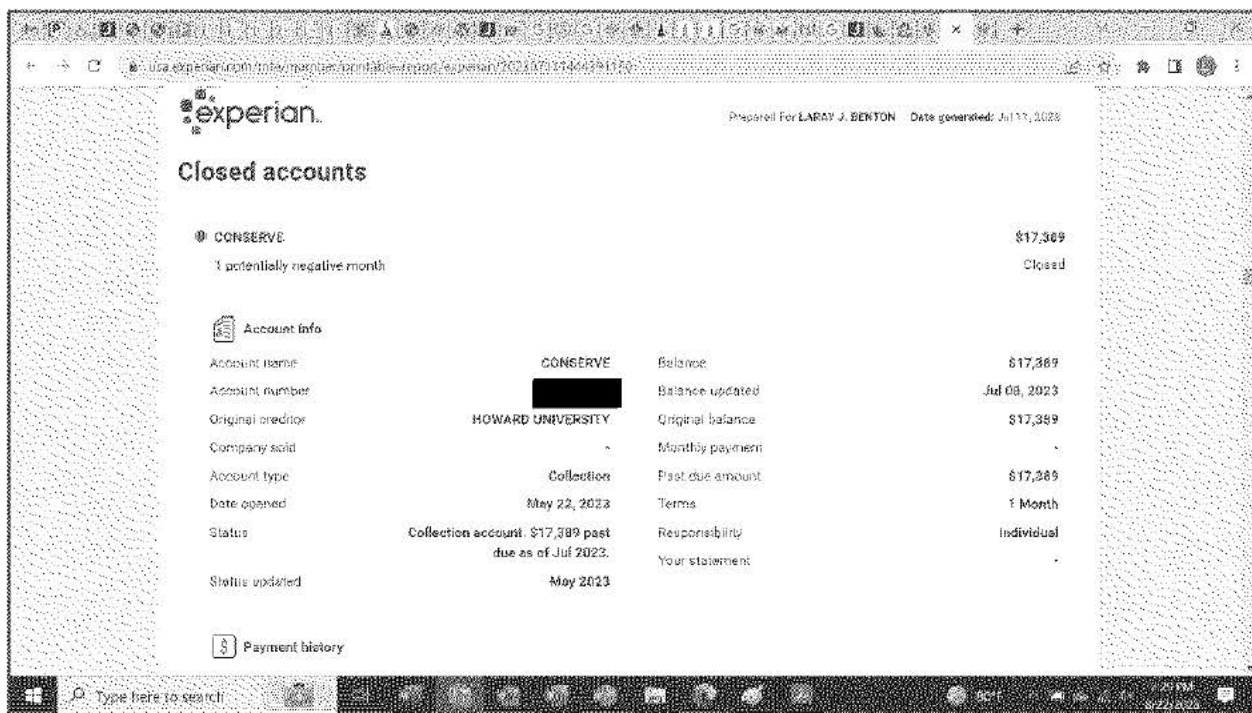 experian.
Prepared For LARAY J. BENTON Date generated: Jul 11, 2023
Closed accounts
CONSERVE $17,389
1 potentially negative month Closed
Account info
Account name CONSERVE
Account number
Original creditor HOWARD UNIVERSITY
Company sold -
Account type Collection
Date opened May 22, 2023
Status Collection account. $17,389 past
due as of Jul 2023.
Status updated May 2023
Balance $17,389
Balance updated Jul 08, 2023
Original balance $17,389
Monthly payment -
Past due amount $17,389
Terms 1 Month
Responsibility Individual
Your statement -
Payment history
Type here to search
8/22/2023